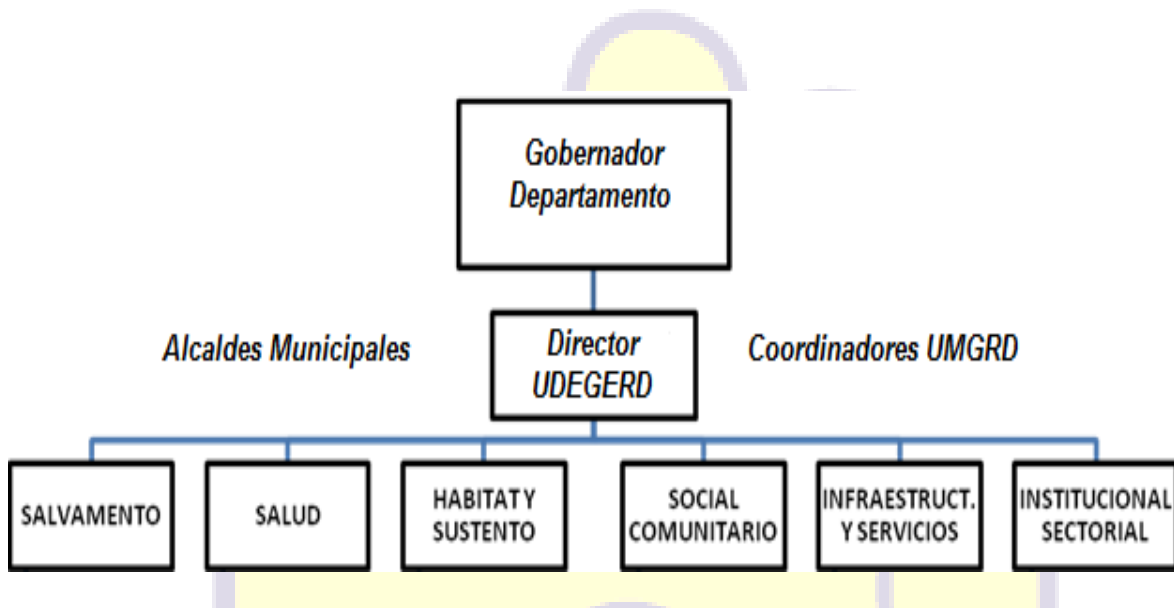 Gobernador
Departamento
Alcaldes Municipales
Director
UDEGERD
Coordinadores UMGRD
SALVAMENTO
SALUD
HABITAT Y
SUSTENTO
SOCIAL
COMUNITARIO
INFRAESTRUCT.
Y SERVICIOS
INSTITUCIONAL
SECTORIAL